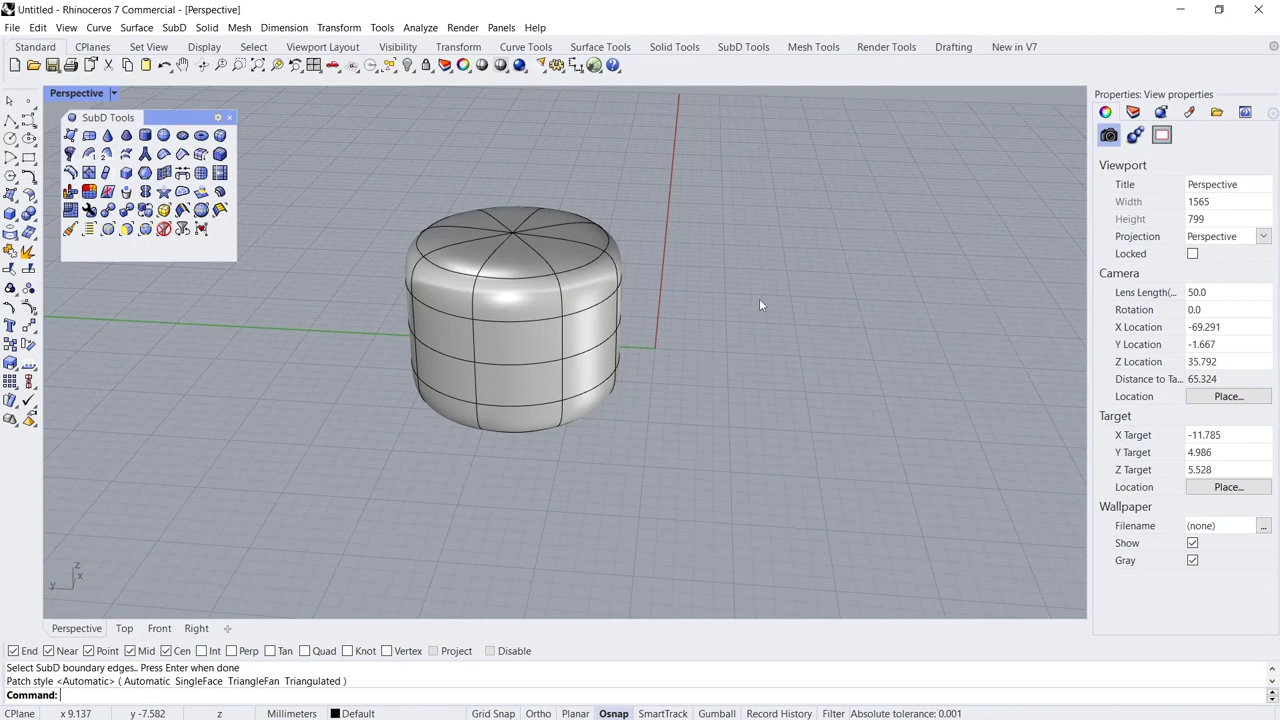 Untitled - Rhinoceros 7 Commercial - [Perspective]
File Edit View Curve Surface SubD Solid Mesh Dimension Transform Tools Analyze Render Panels Help
Standard CPlanes Set View Display Select Viewport Layout Visibility Transform Curve Tools Surface Tools Solid Tools SubD Tools Mesh Tools Render Tools Drafting New in V7
Perspective
SubD Tools
Properties: View properties
Viewport
Title Perspective
Width 1565
Height 799
Projection Perspective
Locked
Camera
Lens Length(... 50.0
Rotation 0.0
X Location -69.291
Y Location -1.667
Z Location 35.792
Distance to Ta... 65.324
Location Place...
Target
X Target -11.785
Y Target 4.986
Z Target 5.528
Location Place...
Wallpaper
Filename (none) ...
Show
Gray
z
x
y
Perspective Top Front Right
End Near Point Mid Cen Int Perp Tan Quad Knot Vertex Project Disable
Select SubD boundary edges.. Press Enter when done
Patch style <Automatic> ( Automatic SingleFace TriangleFan Triangulated )
Command:
CPlane x 9.137 y -7.582 z Millimeters Default Grid Snap Ortho Planar Osnap SmartTrack Gumball Record History Filter Absolute tolerance: 0.001